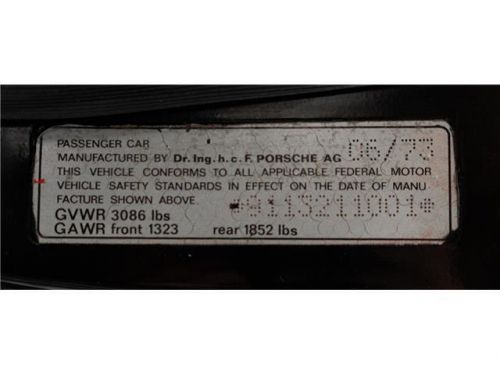 PASSENGER CAR
MANUFACTURED BY Dr. Ing. h. c. F. PORSCHE AG 06/73
THIS VEHICLE CONFORMS TO ALL APPLICABLE FEDERAL MOTOR
VEHICLE SAFETY STANDARDS IN EFFECT ON THE DATE OF MANU
FACTURE SHOWN ABOVE. *9113211001*
GVWR 3086 lbs
GAWR front 1323 rear 1852 lbs